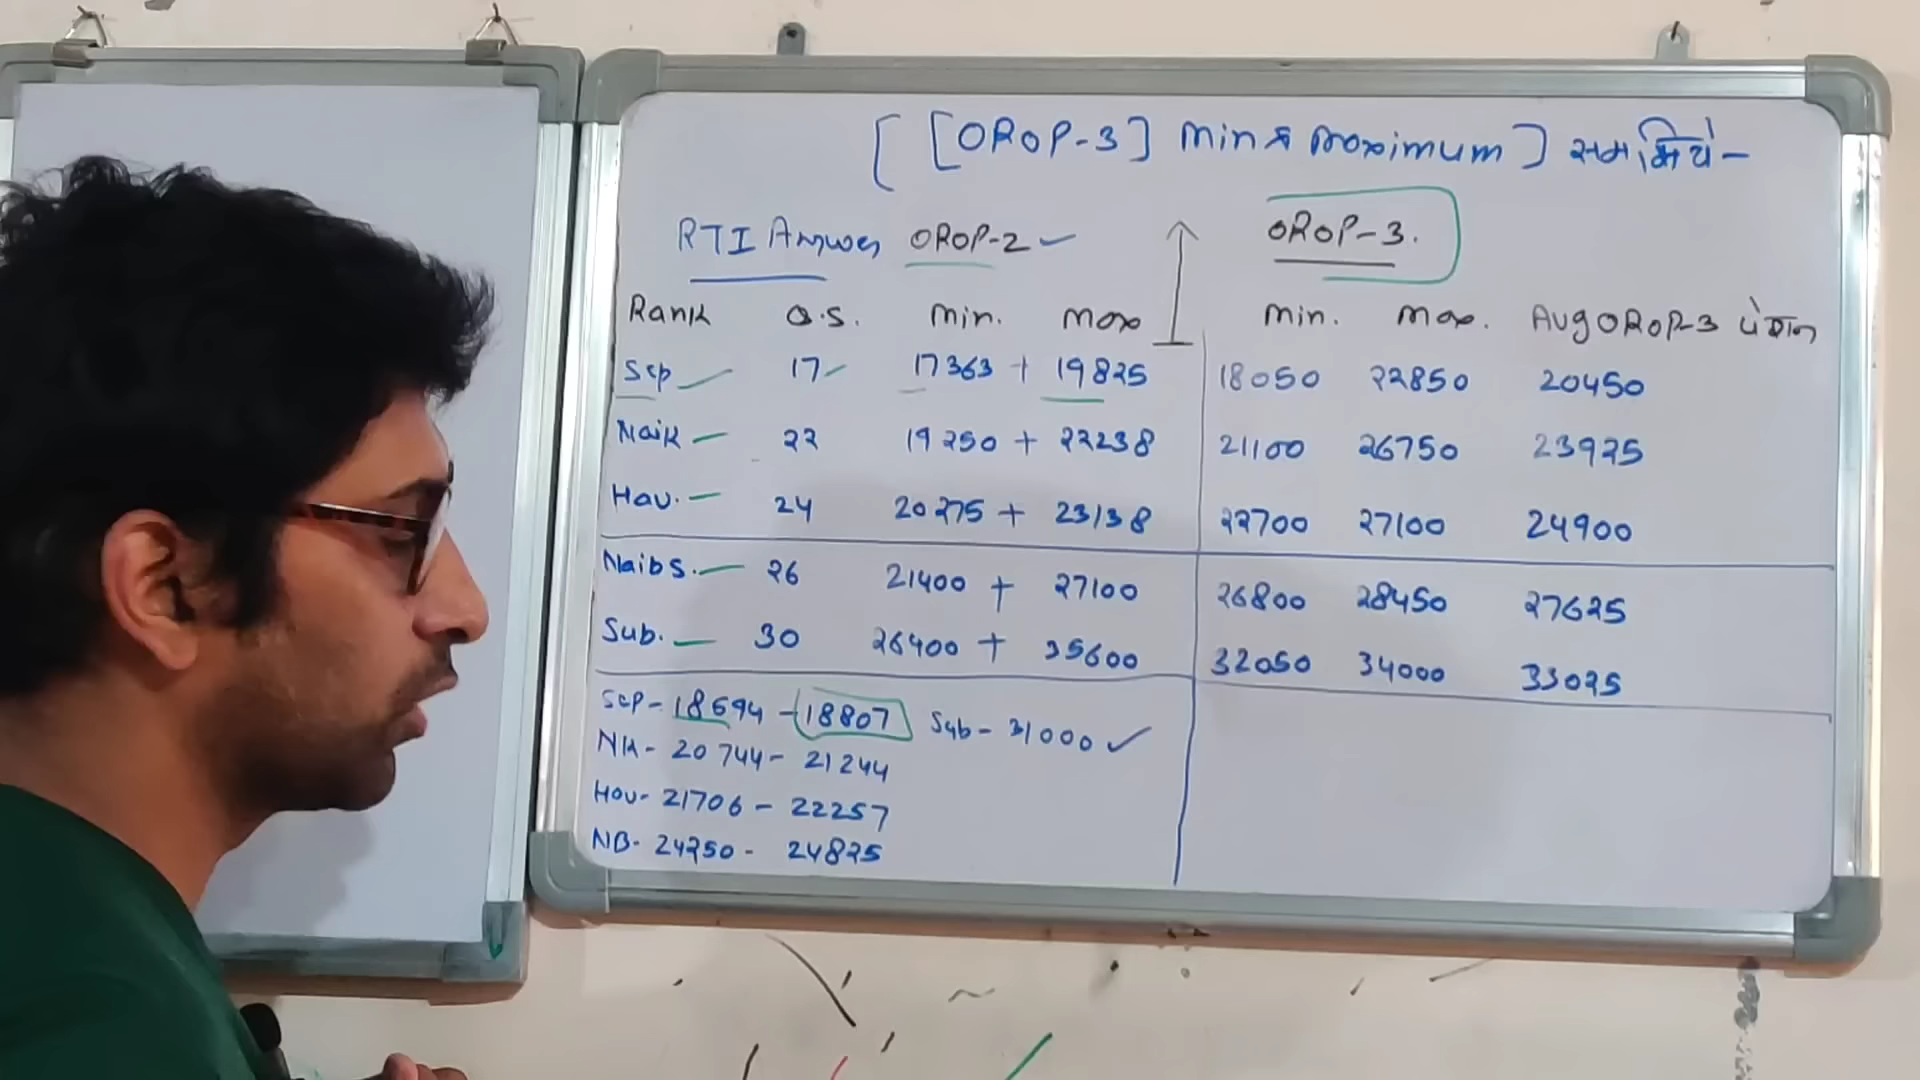 [ [OROP-3] Min & Maximum ] समझिये -
RTI Answer OROP-2 ✓ OROP-3.
Rank Q.S. Min. Max Min. Max. Avg OROP-3 पेंशन
Sep 17 17363 + 19825 18050 22850 20450
Naik 22 19250 + 22238 21100 26750 23925
Hav. 24 20275 + 23138 22700 27100 24900
Naib S. 26 21400 + 27100 26800 28450 27625
Sub. 30 26400 + 35600 32050 34000 33025
Sep - 18594 - 18807 Sub - 31000 ✓
NK - 20744 - 21244
Hav - 21706 - 22257
NB - 24250 - 24825